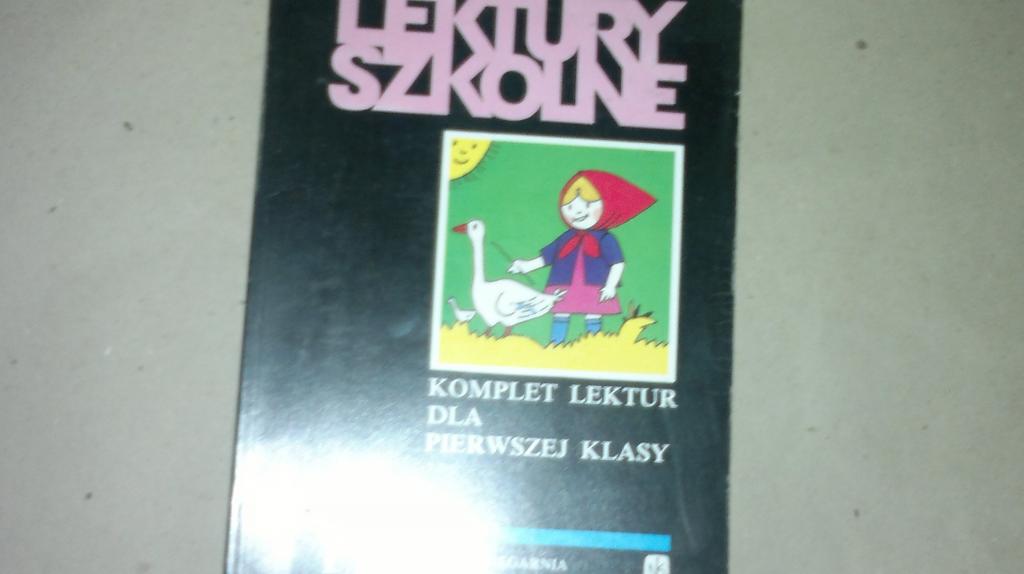 LEKTURY
SZKOLNE
KOMPLET LEKTUR
DLA
PIERWSZEJ KLASY